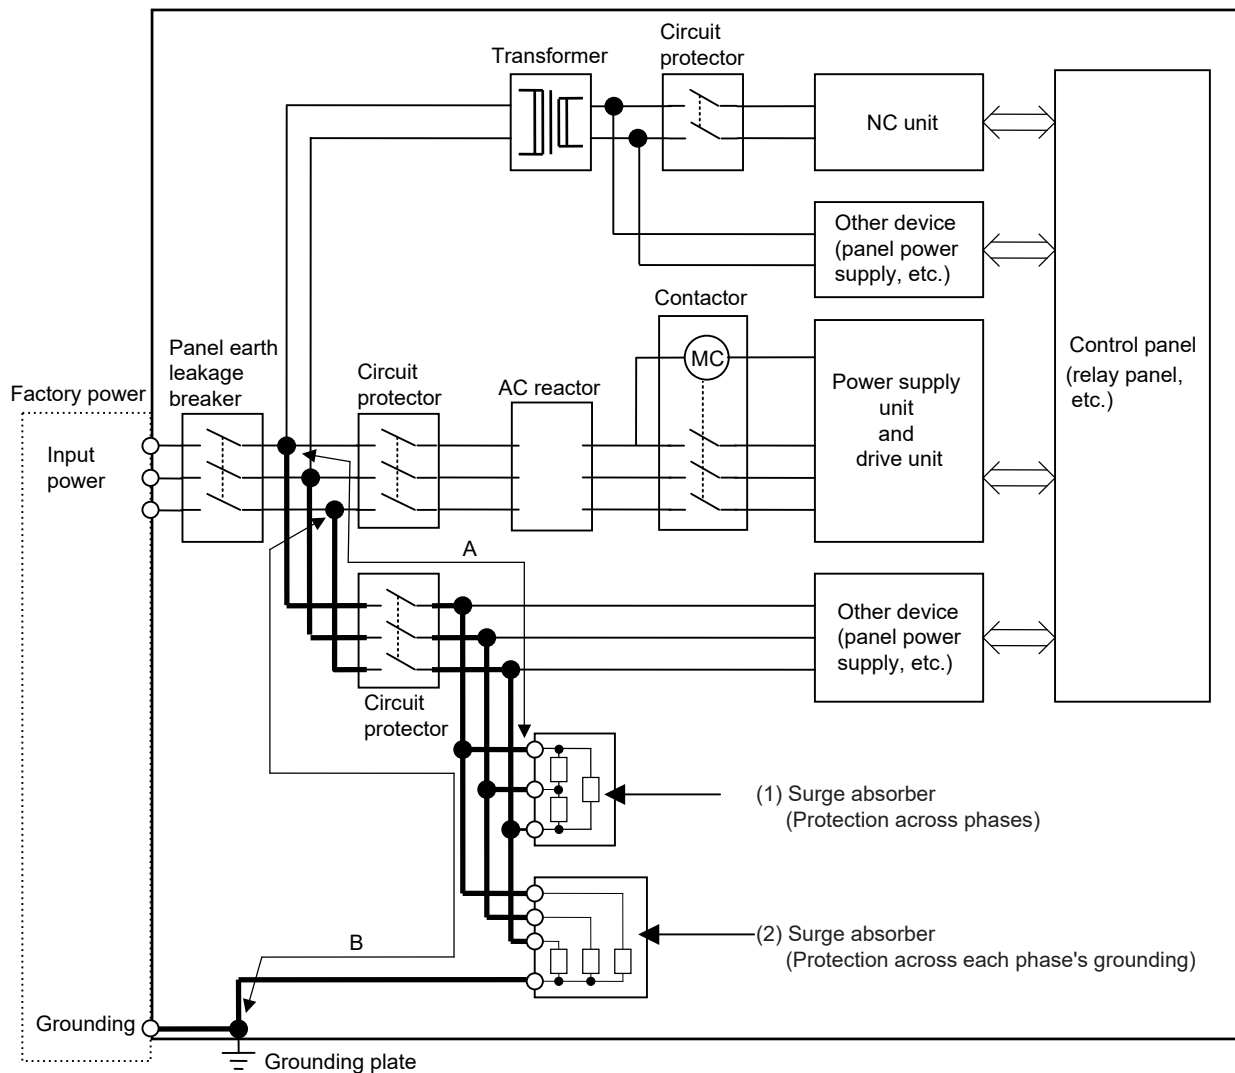 Transformer
Circuit
protector
NC unit
Other device
(panel power
supply, etc.)
Contactor
MC
Power supply
unit
and
drive unit
Control panel
(relay panel,
etc.)
Panel earth
leakage
breaker
Circuit
protector
AC reactor
Factory power
Input
power
A
Other device
(panel power
supply, etc.)
Circuit
protector
(1) Surge absorber
(Protection across phases)
B
(2) Surge absorber
(Protection across each phase's grounding)
Grounding
Grounding plate